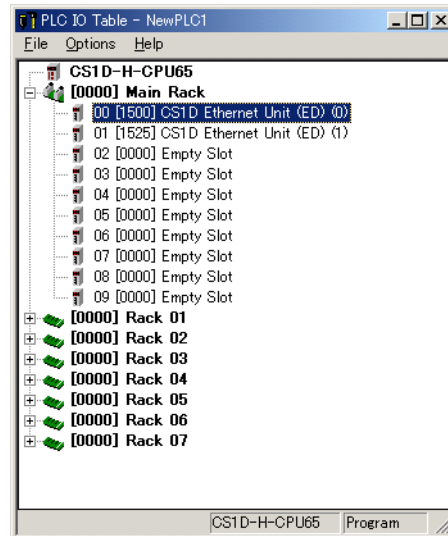 PLC IO Table - NewPLC1
File Options Help
CS1D-H-CPU65
[0000] Main Rack
00 [1500] CS1D Ethernet Unit (ED) (0)
01 [1525] CS1D Ethernet Unit (ED) (1)
02 [0000] Empty Slot
03 [0000] Empty Slot
04 [0000] Empty Slot
05 [0000] Empty Slot
06 [0000] Empty Slot
07 [0000] Empty Slot
08 [0000] Empty Slot
09 [0000] Empty Slot
[0000] Rack 01
[0000] Rack 02
[0000] Rack 03
[0000] Rack 04
[0000] Rack 05
[0000] Rack 06
[0000] Rack 07
CS1D-H-CPU65 Program